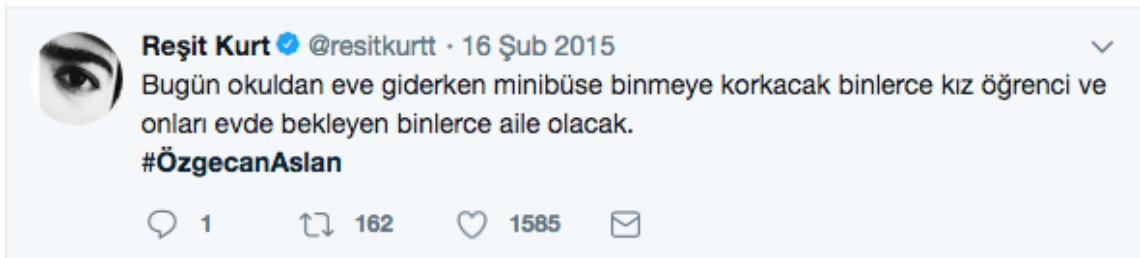 Reşit Kurt @resitkurtt · 16 Şub 2015
Bugün okuldan eve giderken minibüse binmeye korkacak binlerce kız öğrenci ve
onları evde bekleyen binlerce aile olacak.
#ÖzgecanAslan
1 162 1585